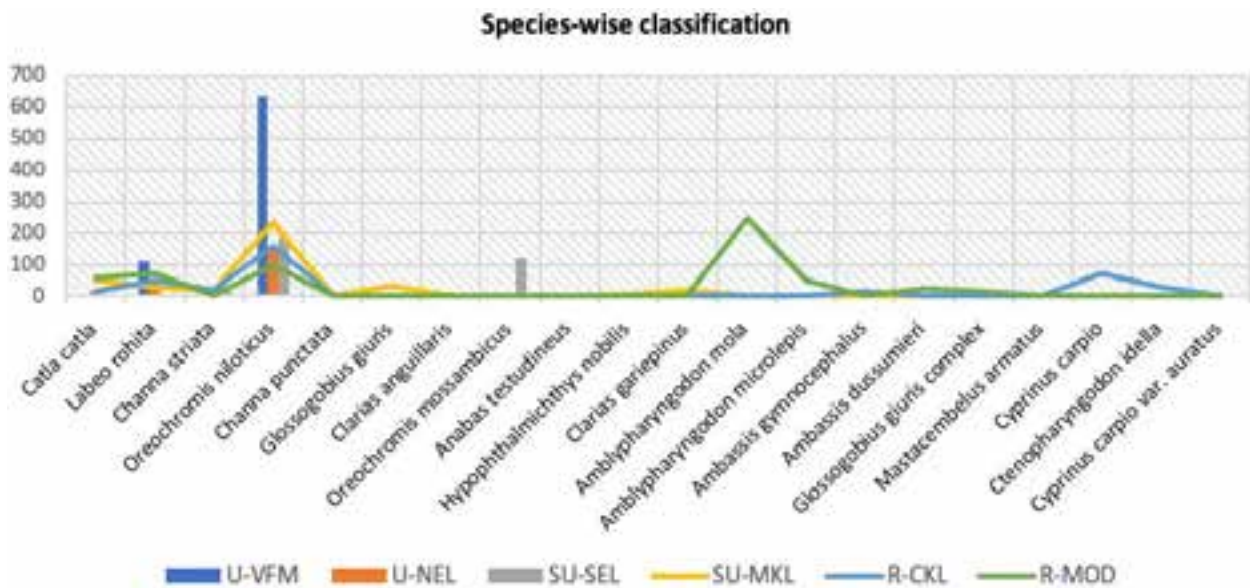 Species-wise classification
700
600
500
400
300
200
100
0
Catla catla
Labeo rohita
Channa striata
Oreochromis niloticus
Channa punctata
Glossogobius giuris
Clarias anguillaris
Oreochromis mossambicus
Anabas testudineus
Hypophthalmichthys nobilis
Clarias gariepinus
Amblypharyngodon mola
Amblypharyngodon microlepis
Ambassis gymnocephalus
Ambassis dussumieri
Glossogobius giuris complex
Mastacembelus armatus
Cyprinus carpio
Ctenopharyngodon idella
Cyprinus carpio var. auratus
U-VFM U-NEL SU-SEL SU-MKL R-CKL R-MOD